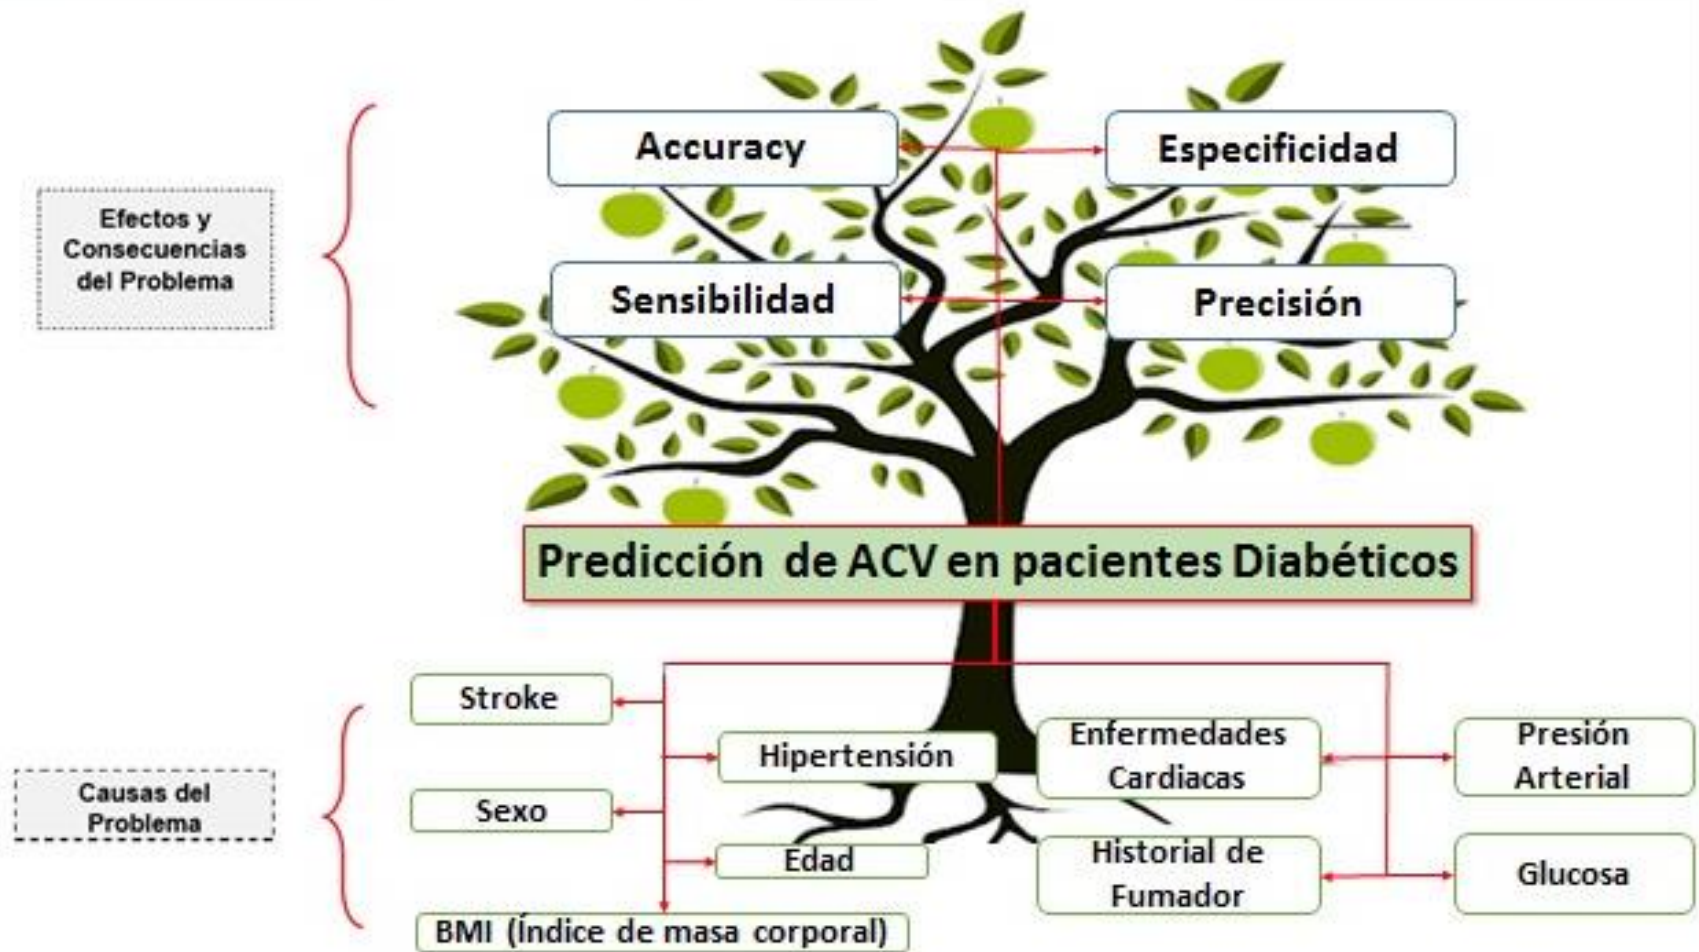 Accuracy
Especificidad
Efectos y
Consecuencias
del Problema
Sensibilidad
Precisión
Predicción de ACV en pacientes Diabéticos
Causas del
Problema
Stroke
Hipertensión
Sexo
Edad
BMI (Índice de masa corporal)
Enfermedades
Cardiacas
Presión
Arterial
Historial de
Fumador
Glucosa